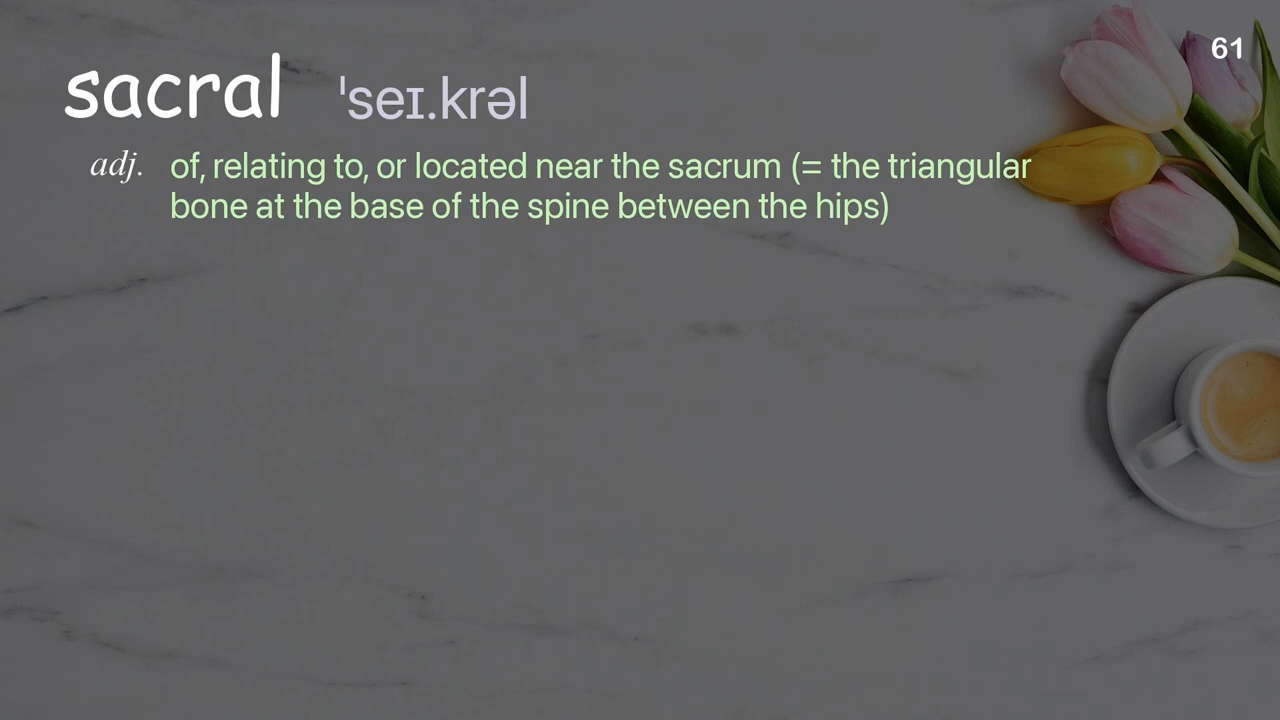 61
sacral ˈseɪ.krəl
adj. of, relating to, or located near the sacrum (= the triangular
bone at the base of the spine between the hips)